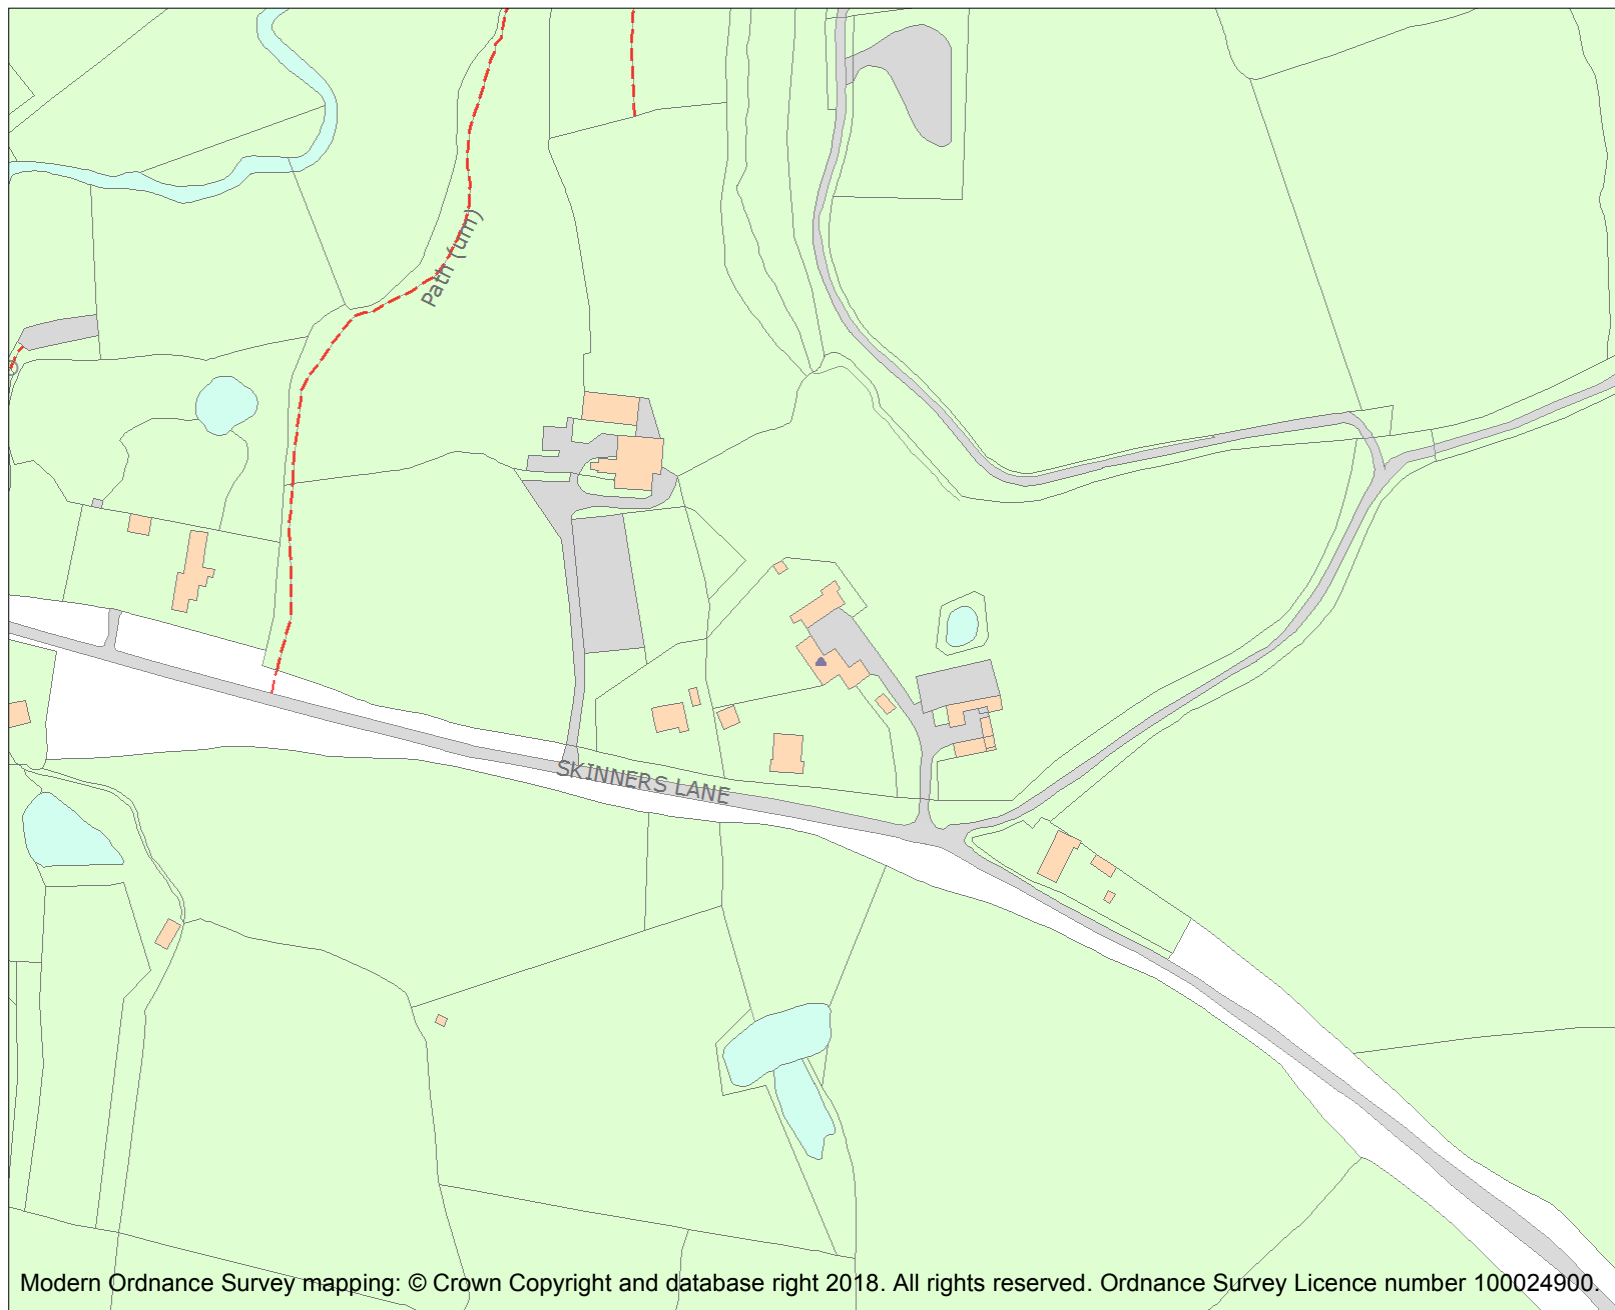 Path (um)
SKINNERS LANE
Modern Ordnance Survey mapping: © Crown Copyright and database right 2018. All rights reserved. Ordnance Survey Licence number 100024900.